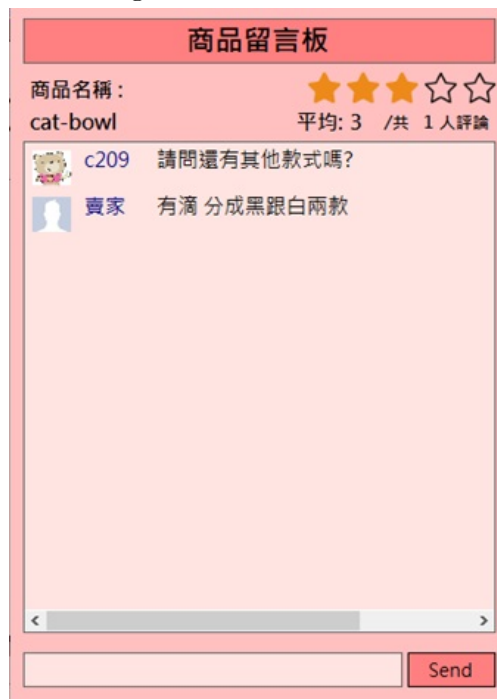 商品留言板
商品名稱：
cat-bowl
平均: 3 /共 1 人評論
c209 請問還有其他款式嗎?
賣家 有滴 分成黑跟白兩款
Send